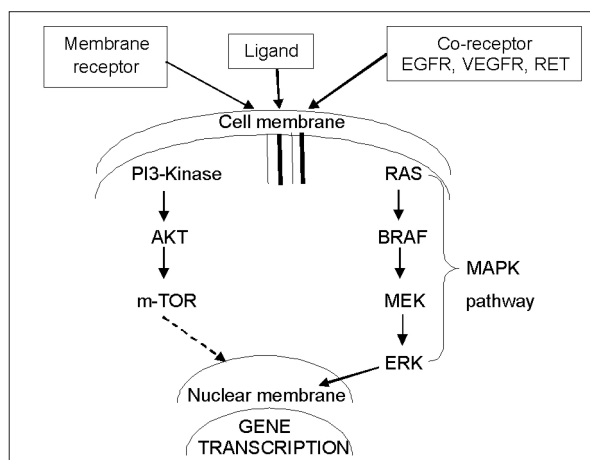 Membrane
receptor
Ligand
Co-receptor
EGFR, VEGFR, RET
Cell membrane
PI3-Kinase
RAS
AKT
BRAF
MAPK
pathway
m-TOR
MEK
ERK
Nuclear membrane
GENE
TRANSCRIPTION